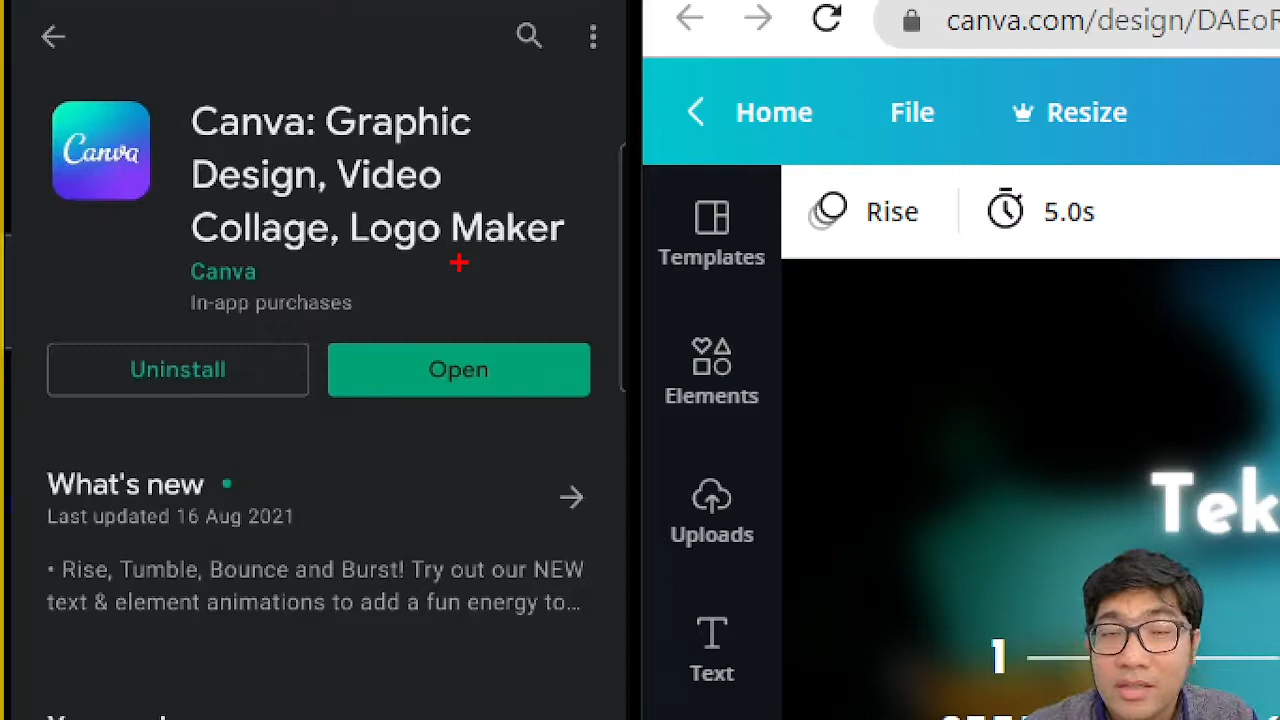 Canva
Canva: Graphic
Design, Video
Collage, Logo Maker
Canva
In-app purchases
Uninstall
Open
What's new
Last updated 16 Aug 2021
• Rise, Tumble, Bounce and Burst! Try out our NEW
text & element animations to add a fun energy to...
canva.com/design/DAEoR
Home
File
Resize
Rise
5.0s
Templates
Elements
Uploads
Text
Tek
1